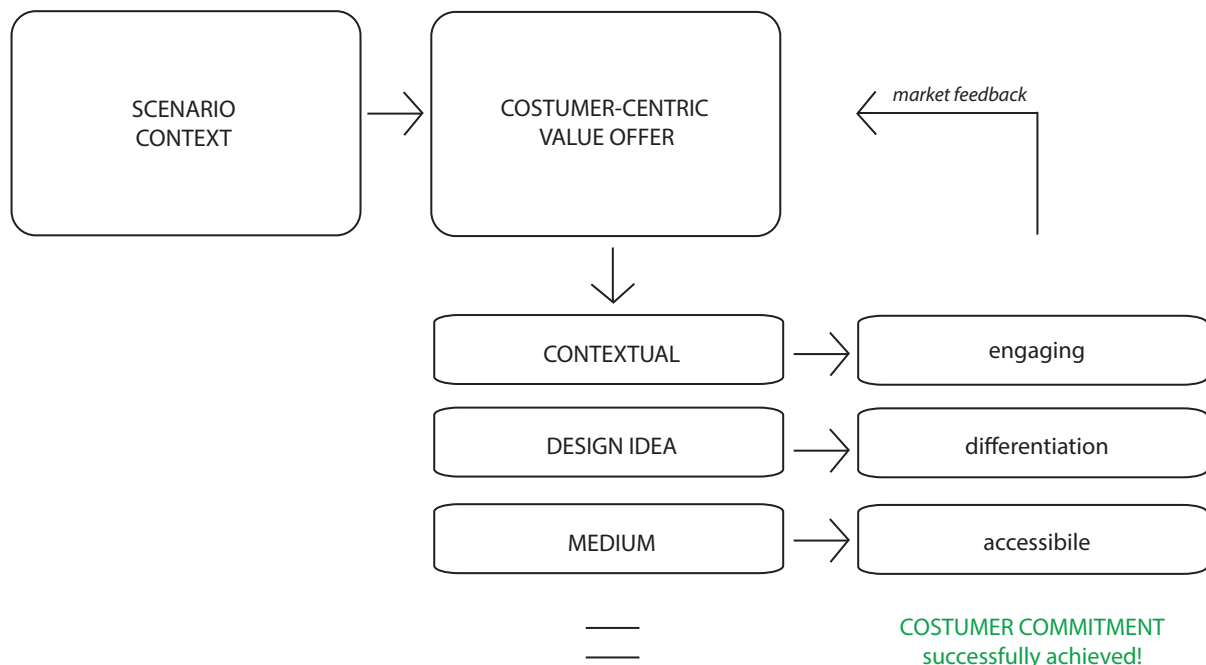 SCENARIO
CONTEXT
COSTUMER-CENTRIC
VALUE OFFER
market feedback
CONTEXTUAL
engaging
DESIGN IDEA
differentiation
MEDIUM
accessibile
COSTUMER COMMITMENT
successfully achieved!